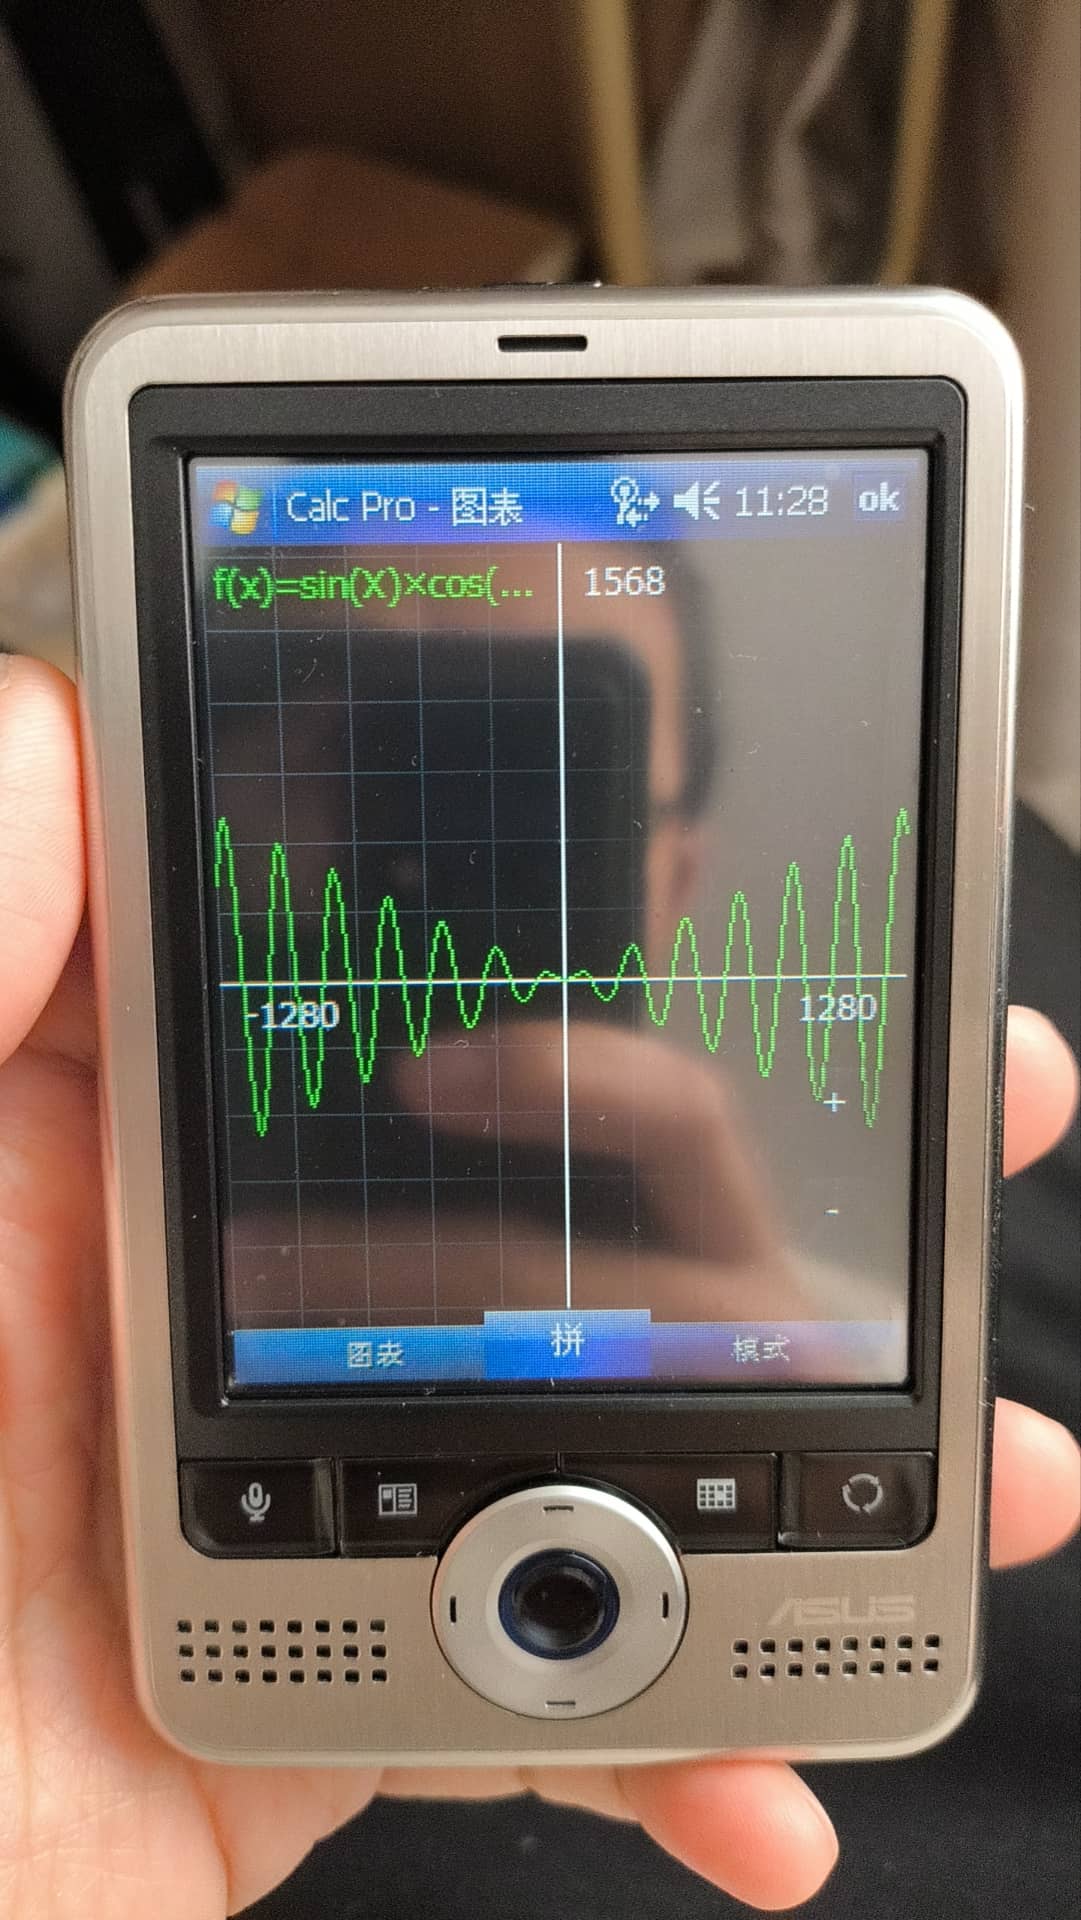 Calc Pro - 图表 11:28 ok
f(x)=sin(X)×cos(... 1568
-1280 1280
+
-
图表 拼 模式
ASUS